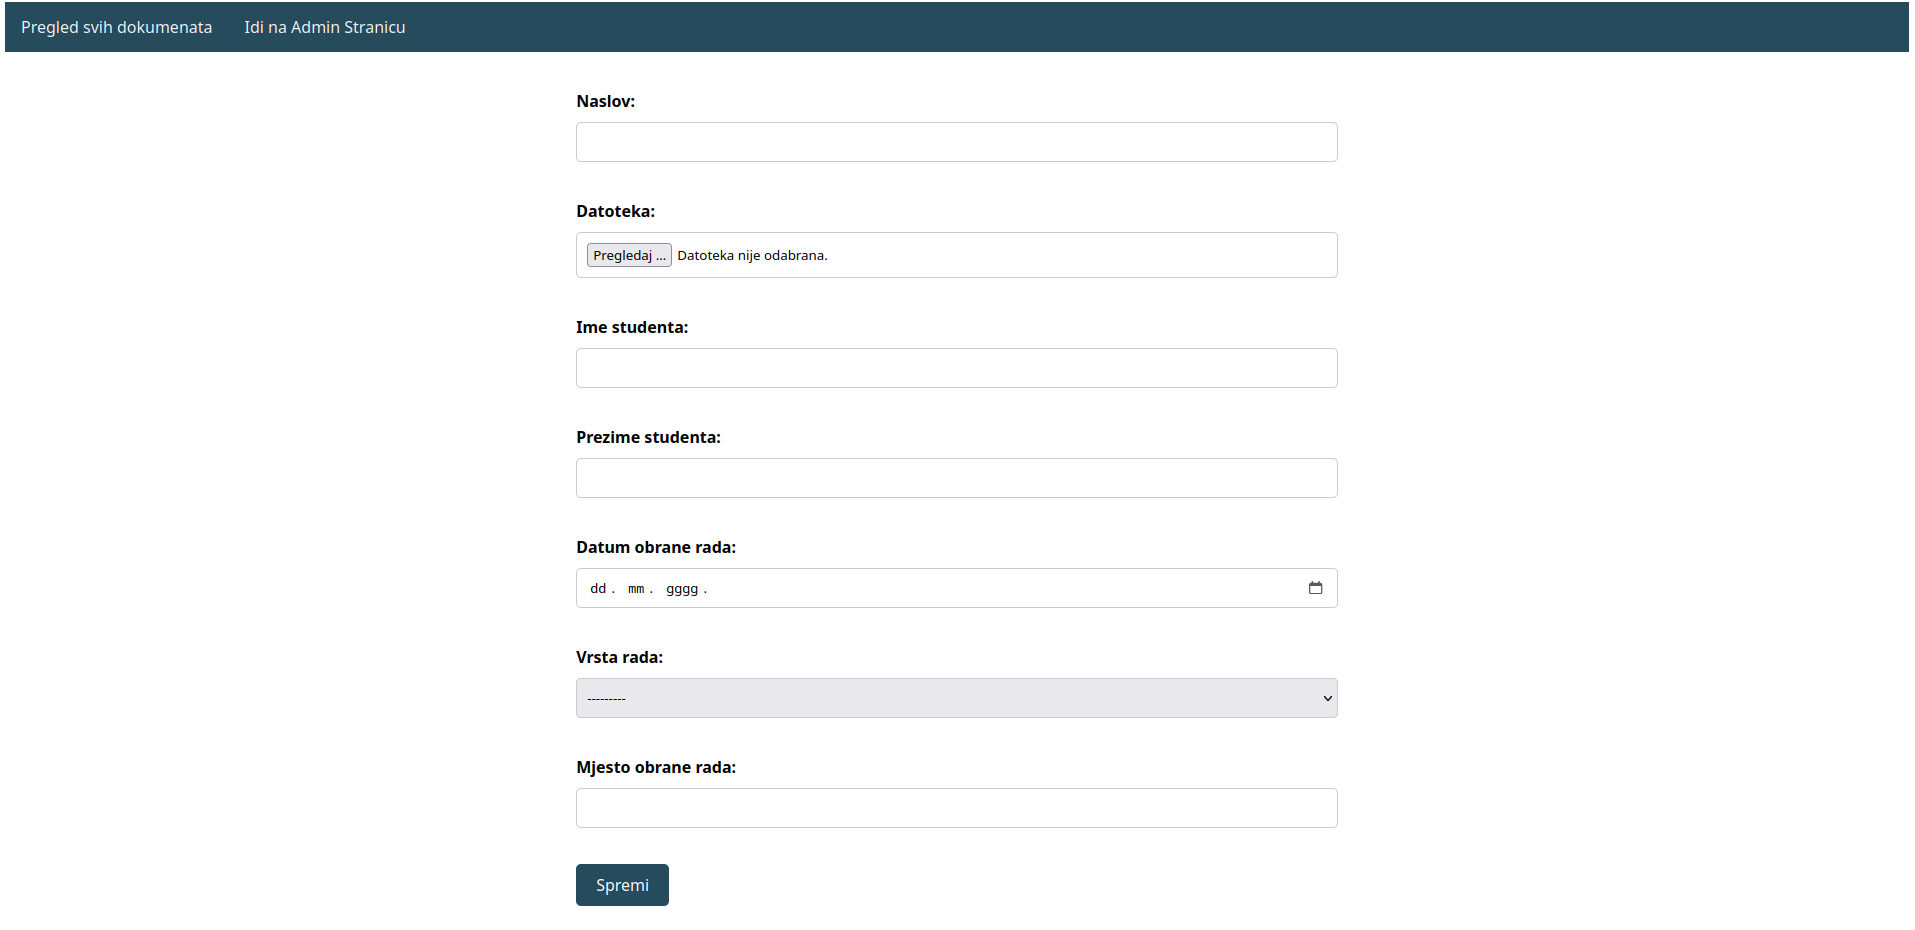 Pregled svih dokumenata Idi na Admin Stranicu
Naslov:
Datoteka:
Pregledaj ... Datoteka nije odabrana.
Ime studenta:
Prezime studenta:
Datum obrane rada:
dd . mm . gggg .
Vrsta rada:
---------
Mjesto obrane rada:
Spremi